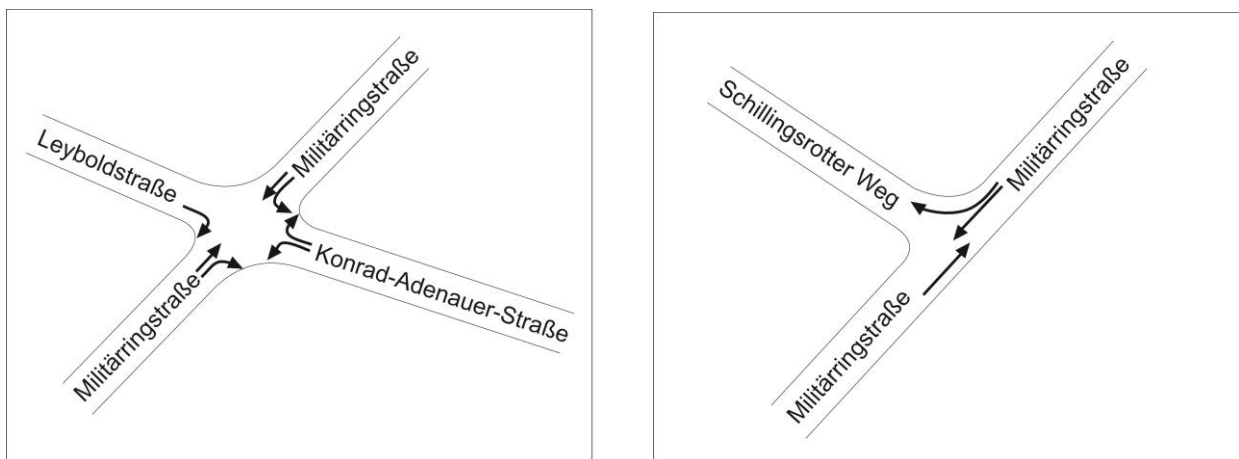 Militärringstraße
Leyboldstraße
Konrad-Adenauer-Straße
Militärringstraße
Schillingsrotter Weg
Militärringstraße
Militärringstraße